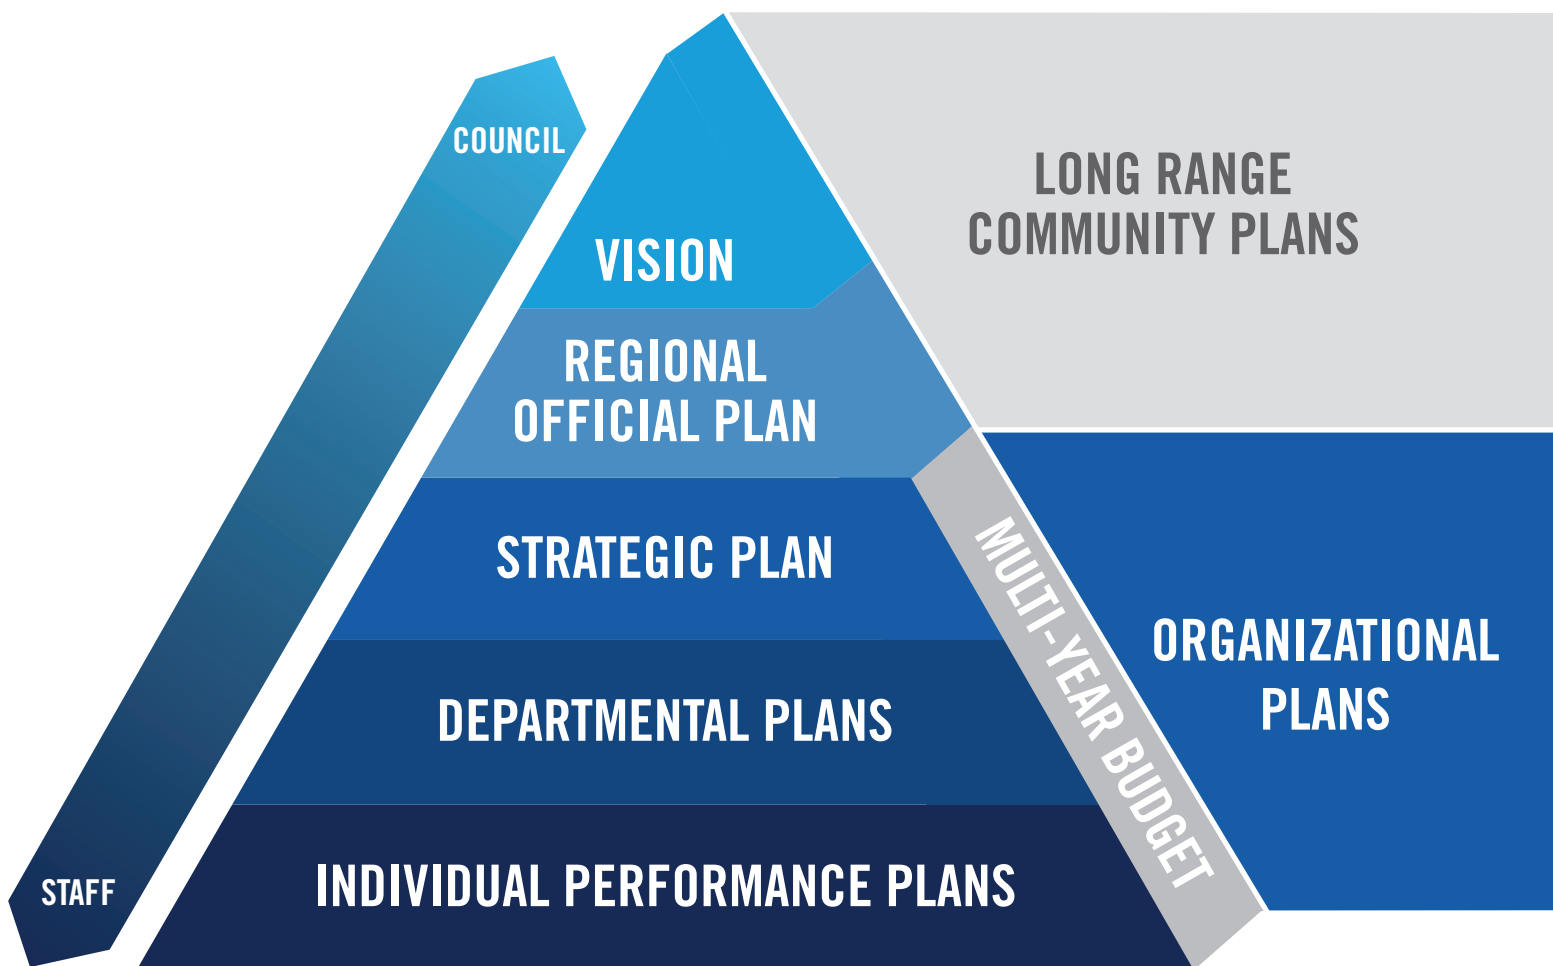 COUNCIL
LONG RANGE
COMMUNITY PLANS
VISION
REGIONAL
OFFICIAL PLAN
STRATEGIC PLAN
MULTI-YEAR BUDGET
ORGANIZATIONAL
PLANS
DEPARTMENTAL PLANS
STAFF
INDIVIDUAL PERFORMANCE PLANS